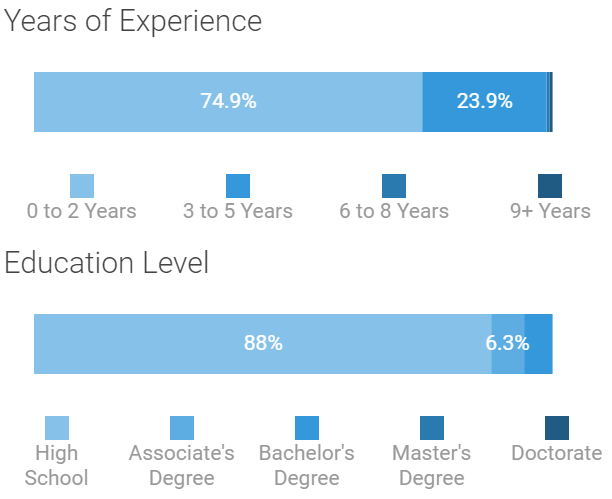 Years of Experience
74.9% 23.9%
0 to 2 Years 3 to 5 Years 6 to 8 Years 9+ Years
Education Level
88% 6.3%
High Associate's Bachelor's Master's Doctorate
School Degree Degree Degree